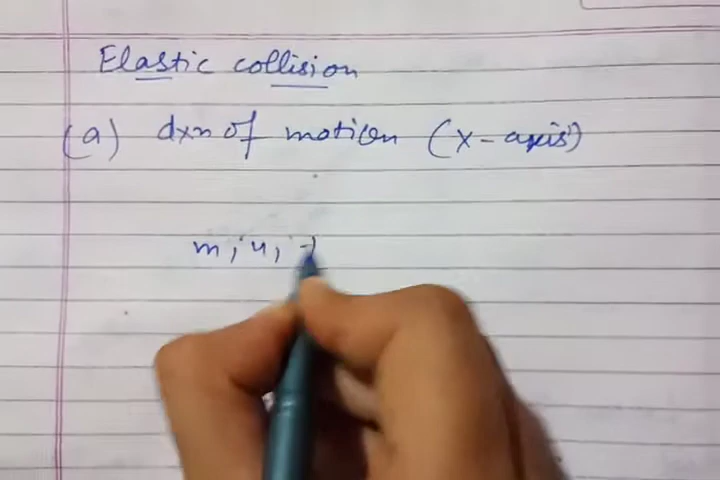 Elastic collision
(a) dxn of motion (x-axis)
m, u, +